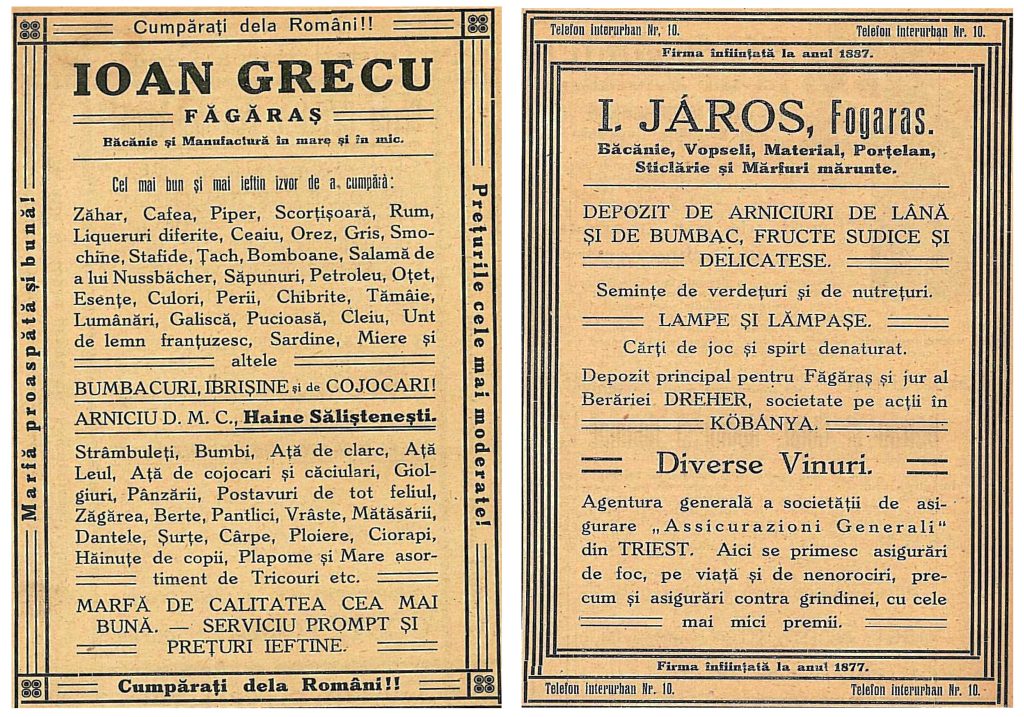 Cumpărați dela Români!!
IOAN GRECU
FĂGĂRAȘ
Băcănie și Manufactură în mare și în mic.
Cel mai bun și mai ieftin izvor de a cumpăra:
Zăhar, Cafea, Piper, Scorțișoară, Rum,
Liqueruri diferite, Ceaiu, Orez, Gris, Smo-
chine, Stafide, Țach, Bomboane, Salamă de
a lui Nussbächer, Săpunuri, Petroleu, Oțet,
Esențe, Culori, Perii, Chibrite, Tămâie,
Lumânări, Galiscă, Pucioasă, Cleiu, Unt
de lemn franțuzesc, Sardine, Miere și
altele
BUMBACURI, IBRIȘINE și de COJOCARI!
ARNICIU D. M. C., Haine Săliștenești.
Strâmbuleți, Bumbi, Ață de clarc, Ață
Leul, Ață de cojocari și căciulari, Giol-
giuri, Pânzării, Postavuri de tot feliul,
Zăgărea, Berte, Pantlici, Vrâste, Mătăsării,
Dantele, Șurțe, Cârpe, Ploiere, Ciorapi,
Hăinuțe de copii, Plapome și Mare asor-
timent de Tricouri etc.
MARFĂ DE CALITATEA CEA MAI
BUNĂ. — SERVICIU PROMPT ȘI
PREȚURI IEFTINE.
Cumpărați dela Români!!
Marfă proaspătă și bună!
Prețurile cele mai moderate!
Telefon interurban Nr, 10. Telefon interurban Nr. 10.
Firma înființată la anul 1887.
I. JÁROS, Fogaras.
Băcănie, Vopseli, Material, Porțelan,
Sticlărie și Mărfuri mărunte.
DEPOZIT DE ARNICIURI DE LÂNĂ
ȘI DE BUMBAC, FRUCTE SUDICE ȘI
DELICATESE.
Semințe de verdețuri și de nutrețuri.
LAMPE ȘI LĂMPAȘE.
Cărți de joc și spirt denaturat.
Depozit principal pentru Făgăraș și jur al
Berăriei DREHER, societate pe acții în
KÖBÁNYA.
Diverse Vinuri.
Agentura generală a societății de asi-
gurare „Assicurazioni Generali“
din TRIEST. Aici se primesc asigurări
de foc, pe viață și de nenorociri, pre-
cum și asigurări contra grindinei, cu cele
mai mici premii.
Firma înființată la anul 1877.
Telefon interurban Nr. 10. Telefon interurban Nr. 10.